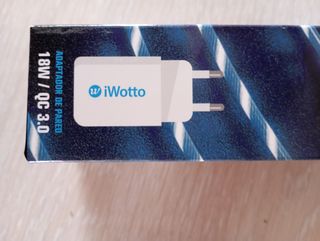 iWotto
ADAPTADOR DE PARED
18W / QC 3.0